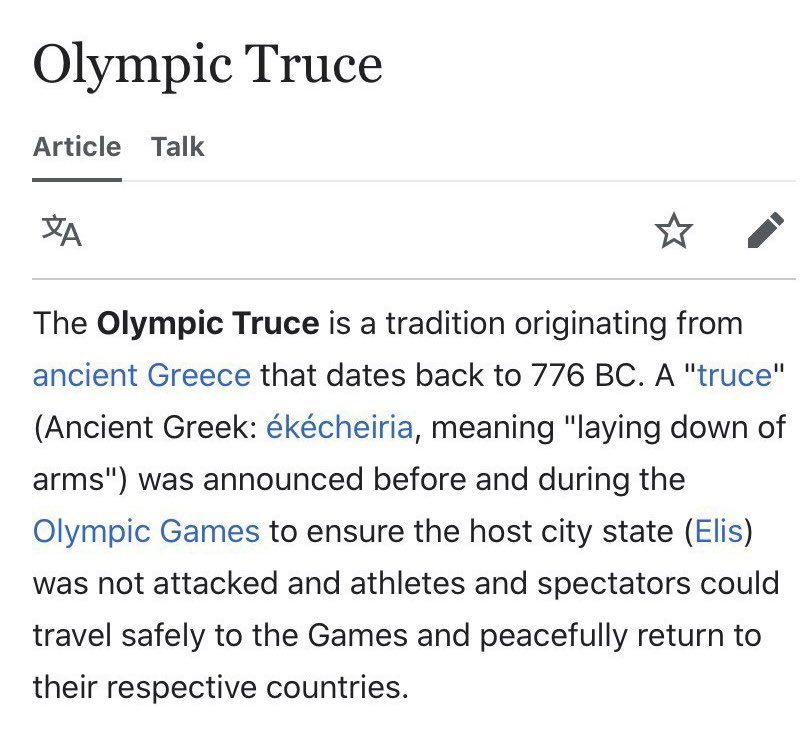 Olympic Truce
Article Talk
文A
The Olympic Truce is a tradition originating from
ancient Greece that dates back to 776 BC. A "truce"
(Ancient Greek: ékécheiria, meaning "laying down of
arms") was announced before and during the
Olympic Games to ensure the host city state (Elis)
was not attacked and athletes and spectators could
travel safely to the Games and peacefully return to
their respective countries.